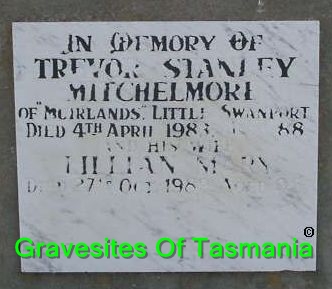 In Memory Of
TREVOR STANLEY
MITCHELMORE
OF "MUIRLANDS," LITTLE SWANPORT
DIED 4TH APRIL 1983 88
AND HIS WIFE
LILLIAN
27TH OCT
Gravesites Of Tasmania ©